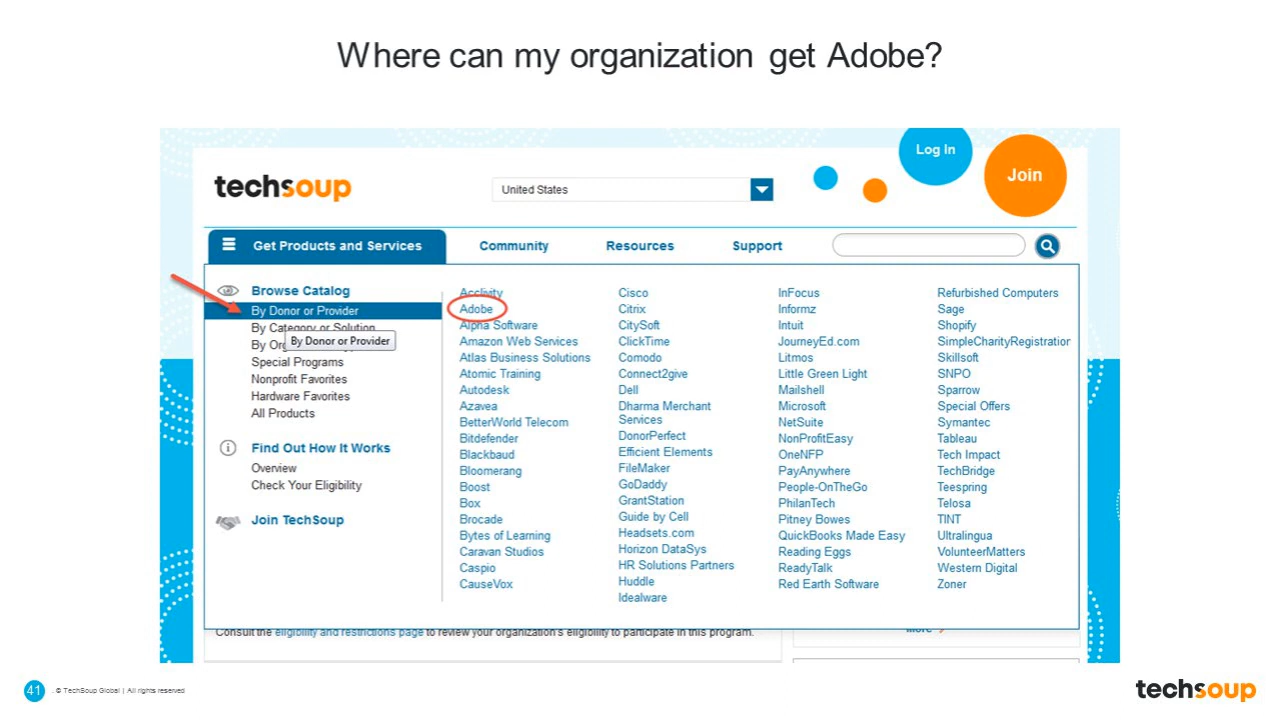 Where can my organization get Adobe?
Log In
Join
techsoup
United States
Get Products and Services
Community
Resources
Support
Browse Catalog
By Donor or Provider
By Category or Solution
By Org
By Donor or Provider
Special Programs
Nonprofit Favorites
Hardware Favorites
All Products
Find Out How It Works
Overview
Check Your Eligibility
Join TechSoup
Acclivity
Adobe
Alpha Software
Amazon Web Services
Atlas Business Solutions
Atomic Training
Autodesk
Azavea
BetterWorld Telecom
Bitdefender
Blackbaud
Bloomerang
Boost
Box
Brocade
Bytes of Learning
Caravan Studios
Caspio
CauseVox
Cisco
Citrix
CitySoft
ClickTime
Comodo
Connect2give
Dell
Dharma Merchant
Services
DonorPerfect
Efficient Elements
FileMaker
GoDaddy
GrantStation
Guide by Cell
Headsets.com
Horizon DataSys
HR Solutions Partners
Huddle
Idealware
InFocus
Informz
Intuit
JourneyEd.com
Litmos
Little Green Light
Mailshell
Microsoft
NetSuite
NonProfitEasy
OneNFP
PayAnywhere
People-OnTheGo
PhilanTech
Pitney Bowes
QuickBooks Made Easy
Reading Eggs
ReadyTalk
Red Earth Software
Refurbished Computers
Sage
Shopify
SimpleCharityRegistration
Skillsoft
SNPO
Sparrow
Special Offers
Symantec
Tableau
Tech Impact
TechBridge
Teespring
Telosa
TINT
Ultralingua
VolunteerMatters
Western Digital
Zoner
Consult the eligibility and restrictions page to review your organization's eligibility to participate in this program.
More
41
. © TechSoup Global | All rights reserved
techsoup